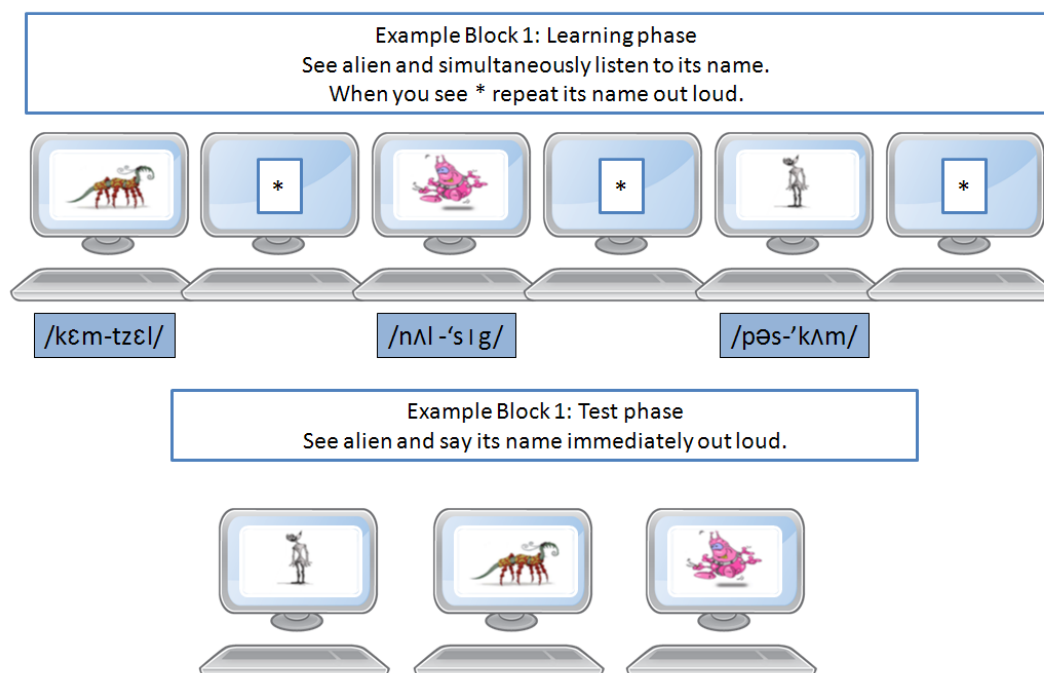 Example Block 1: Learning phase
See alien and simultaneously listen to its name.
When you see * repeat its name out loud.
* * *
/kɛm-tzɛl/ /nʌl -‘sıg/ /pəs-’kʌm/
Example Block 1: Test phase
See alien and say its name immediately out loud.